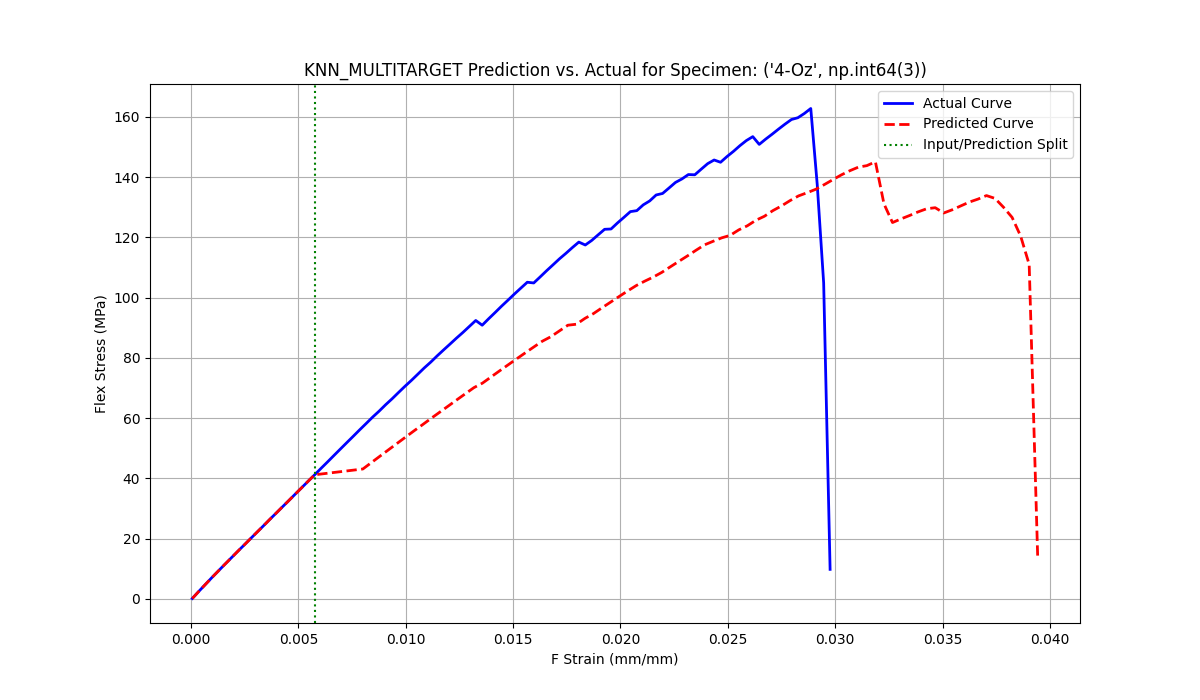 KNN_MULTITARGET Prediction vs. Actual for Specimen: ('4-Oz', np.int64(3))
Actual Curve
Predicted Curve
Input/Prediction Split
Flex Stress (MPa)
160
140
120
100
80
60
40
20
0
0.000 0.005 0.010 0.015 0.020 0.025 0.030 0.035 0.040
F Strain (mm/mm)